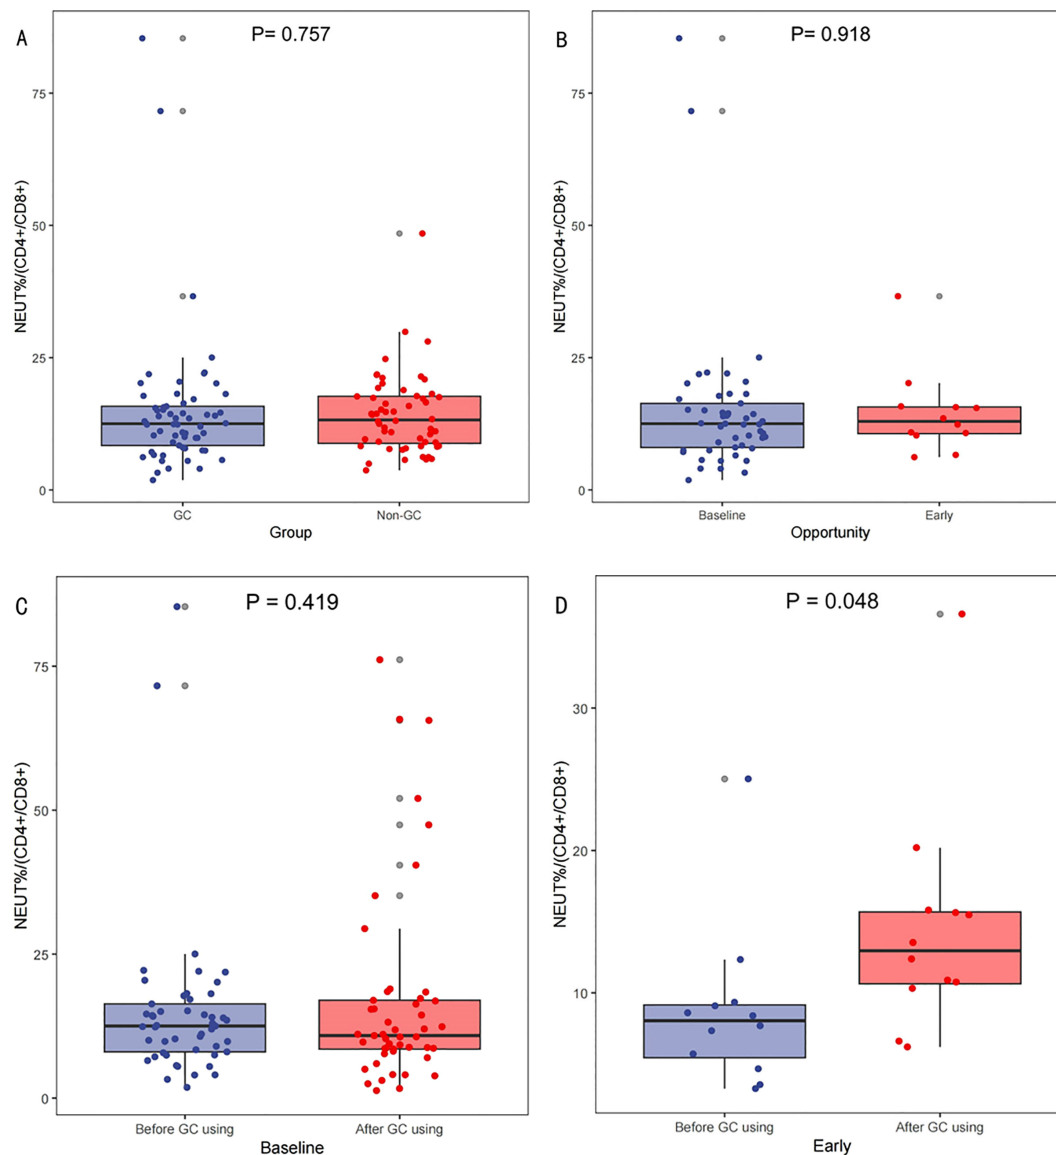 A
P= 0.757
NEUT%/(CD4+/CD8+)
75
50
25
0
GC
Non-GC
Group
B
P= 0.918
NEUT%/(CD4+/CD8+)
75
50
25
0
Baseline
Early
Opportunity
C
P = 0.419
NEUT%/(CD4+/CD8+)
75
50
25
0
Before GC using
After GC using
Baseline
D
P = 0.048
NEUT%/(CD4+/CD8+)
30
20
10
Before GC using
After GC using
Early